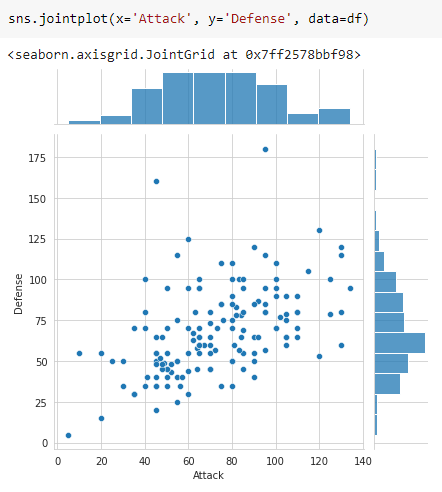 sns.jointplot(x='Attack', y='Defense', data=df)
<seaborn.axisgrid.JointGrid at 0x7ff2578bbf98>
175
150
125
100
75
50
25
0
Defense
0 20 40 60 80 100 120 140
Attack